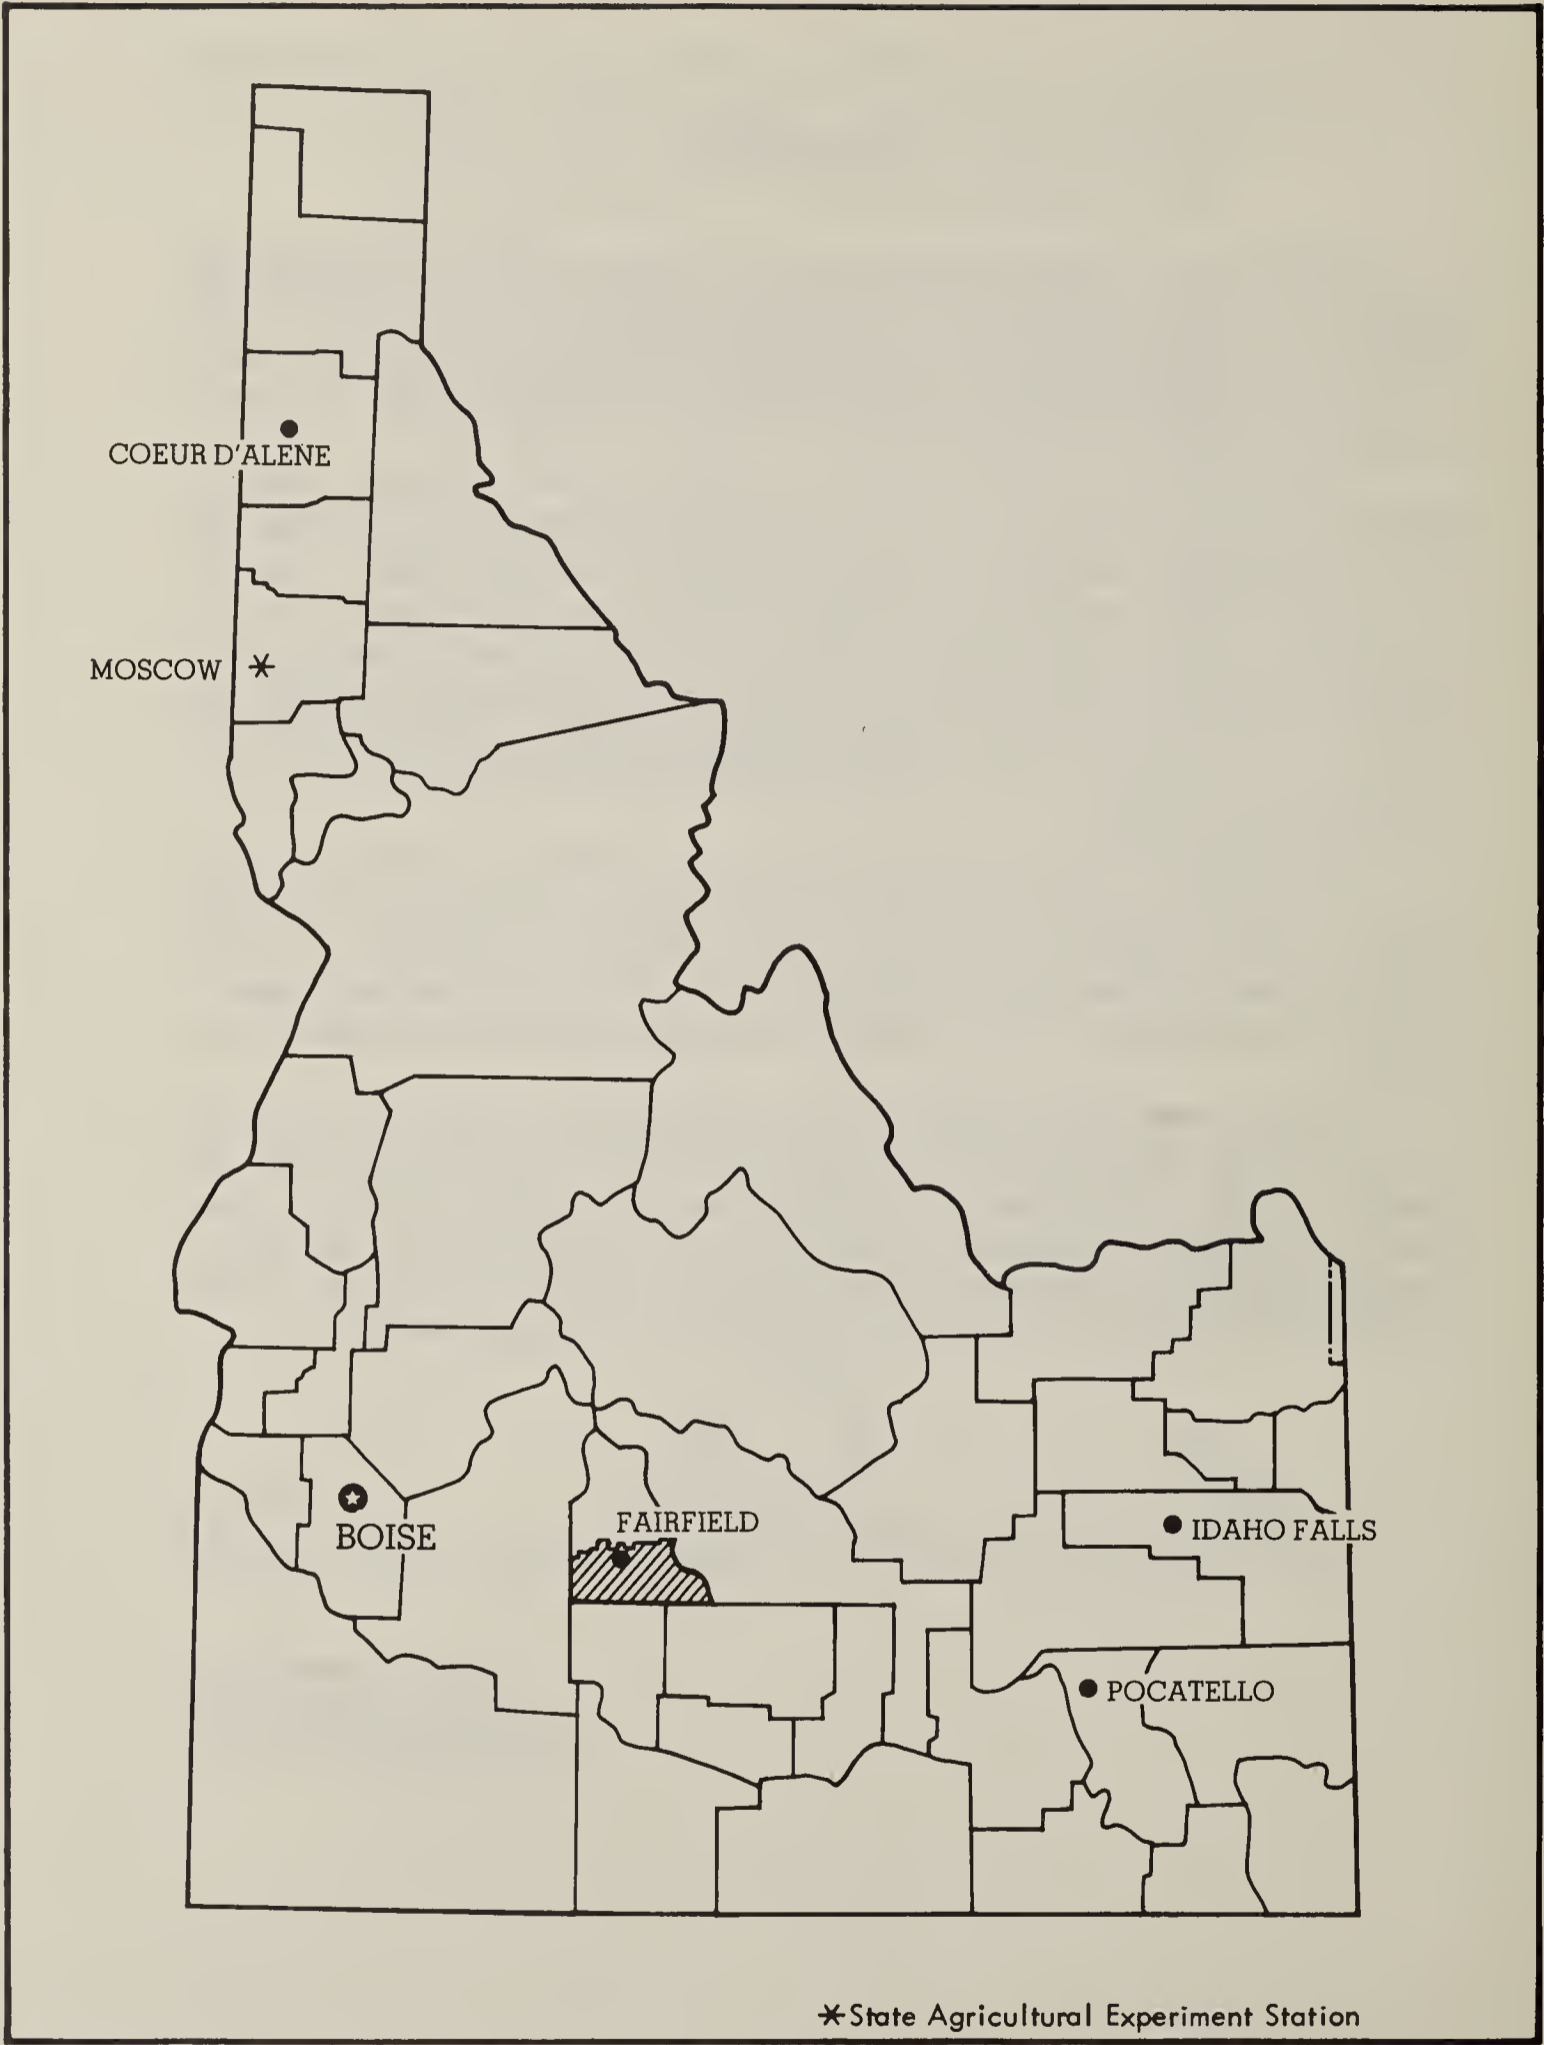 COEUR D'ALENE
MOSCOW
FAIRFIELD
BOISE
IDAHO FALLS
POCATELLO
*State Agricultural Experiment Station